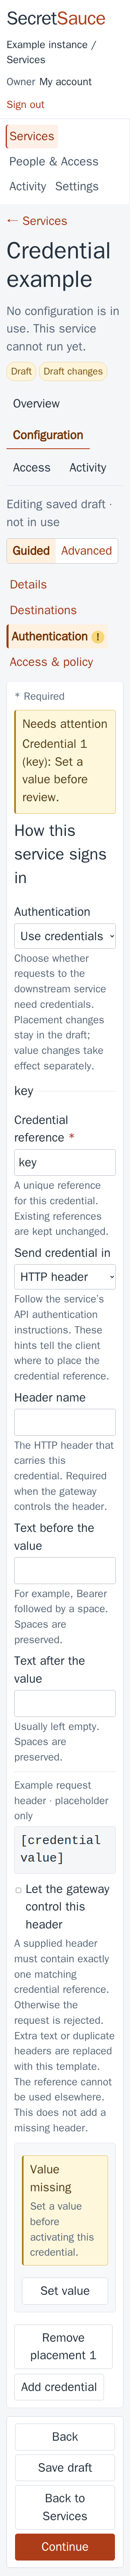 SecretSauce
Example instance /
Services
Owner My account
Sign out
Services
People & Access
Activity Settings
← Services
Credential
example
No configuration is in
use. This service
cannot run yet.
Draft Draft changes
Overview
Configuration
Access Activity
Editing saved draft ·
not in use
Guided Advanced
Details
Destinations
Authentication !
Access & policy
* Required
Needs attention
Credential 1
(key): Set a
value before
review.
How this
service signs
in
Authentication
Use credentials
Choose whether
requests to the
downstream service
need credentials.
Placement changes
stay in the draft;
value changes take
effect separately.
key
Credential
reference *
key
A unique reference
for this credential.
Existing references
are kept unchanged.
Send credential in
HTTP header
Follow the service's
API authentication
instructions. These
hints tell the client
where to place the
credential reference.
Header name
The HTTP header that
carries this
credential. Required
when the gateway
controls the header.
Text before the
value
For example, Bearer
followed by a space.
Spaces are
preserved.
Text after the
value
Usually left empty.
Spaces are
preserved.
Example request
header · placeholder
only
[credential
value]
Let the gateway
control this
header
A supplied header
must contain exactly
one matching
credential reference.
Otherwise the
request is rejected.
Extra text or duplicate
headers are replaced
with this template.
The reference cannot
be used elsewhere.
This does not add a
missing header.
Value
missing
Set a value
before
activating this
credential.
Set value
Remove
placement 1
Add credential
Back
Save draft
Back to
Services
Continue